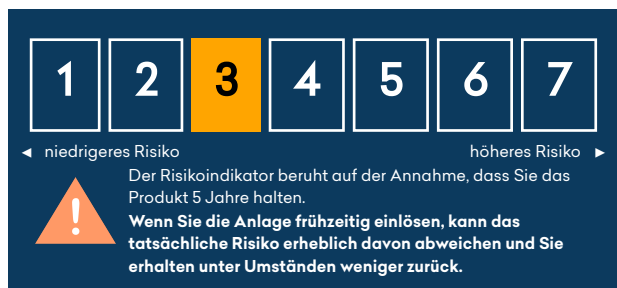 1 2 3 4 5 6 7
◄ niedrigeres Risiko höheres Risiko ►
Der Risikoindikator beruht auf der Annahme, dass Sie das
Produkt 5 Jahre halten.
Wenn Sie die Anlage frühzeitig einlösen, kann das
tatsächliche Risiko erheblich davon abweichen und Sie
erhalten unter Umständen weniger zurück.
!